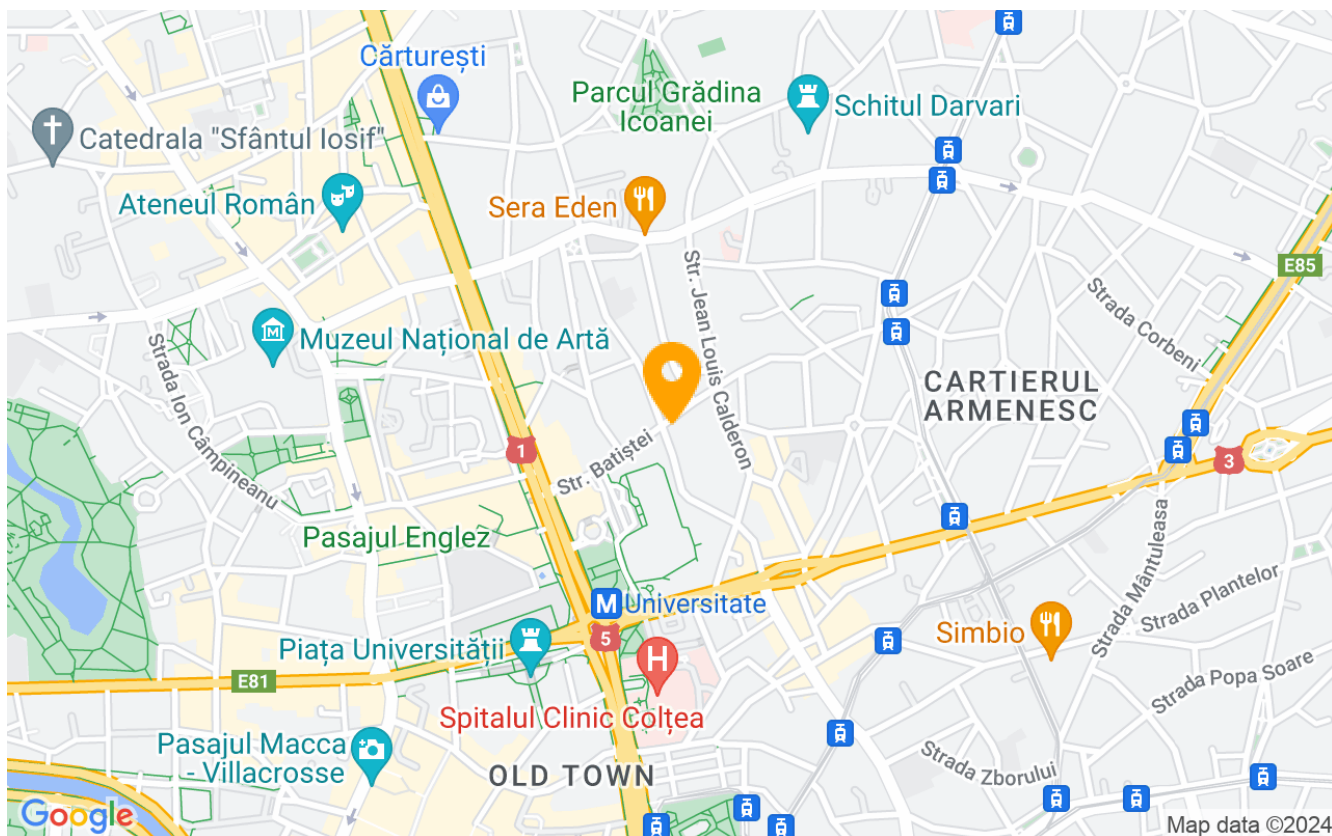 Cărturești
Parcul Grădina
Icoanei
Schitul Darvari
Catedrala "Sfântul Iosif"
Ateneul Român
Sera Eden
E85
Str. Jean Louis Calderon
Strada Corbeni
Muzeul Național de Artă
Strada Ion Câmpineanu
CARTIERUL
ARMENESC
1
Str. Batiștei
3
Pasajul Englez
Strada Mântuleasa
Strada Plantelor
M
Universitate
5
Simbio
Piața Universității
H
E81
Strada Popa Soare
Spitalul Clinic Colțea
Pasajul Macca
- Villacrosse
OLD TOWN
Strada Zborului
Google
Map data ©2024